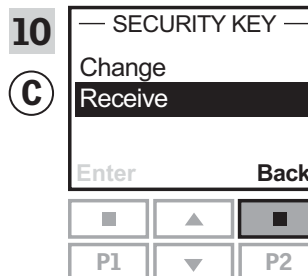 10
C
SECURITY KEY
Change
Receive
Enter Back
P1 P2